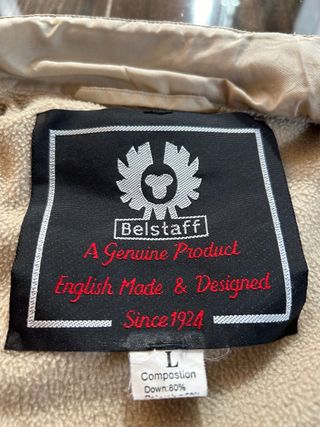 Belstaff
A Genuine Product
English Made & Designed
Since 1924
L
Compostion
Down:80%